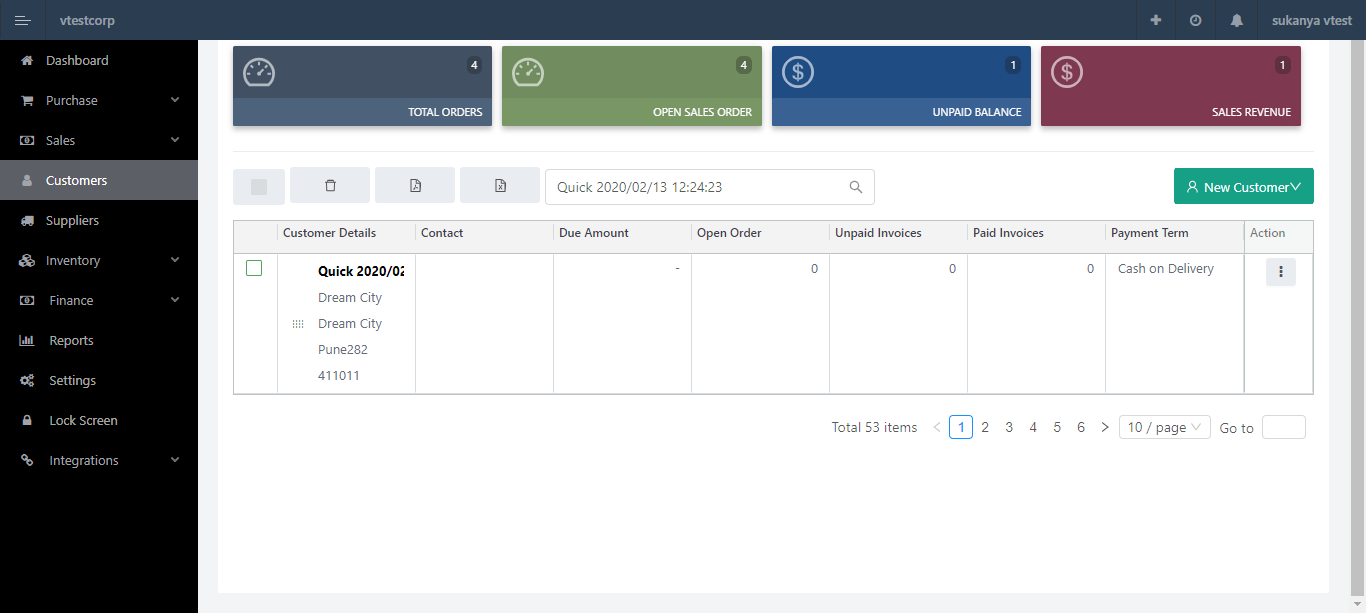 vtestcorp
sukanya vtest
Dashboard
Purchase
Sales
Customers
Suppliers
Inventory
Finance
Reports
Settings
Lock Screen
Integrations
4
TOTAL ORDERS
4
OPEN SALES ORDER
1
UNPAID BALANCE
1
SALES REVENUE
Quick 2020/02/13 12:24:23
New Customer
Customer Details Contact Due Amount Open Order Unpaid Invoices Paid Invoices Payment Term Action
Quick 2020/02 - 0 0 0 Cash on Delivery
Dream City
Dream City
Pune282
411011
Total 53 items < 1 2 3 4 5 6 > 10 / page Go to